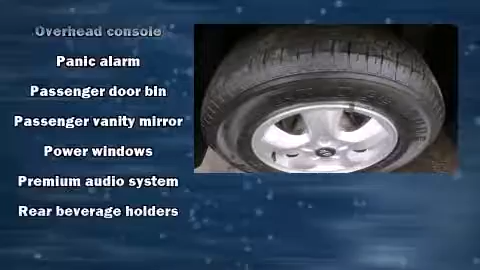 Overhead console
Panic alarm
Passenger door bin
Passenger vanity mirror
Power windows
Premium audio system
Rear beverage holders